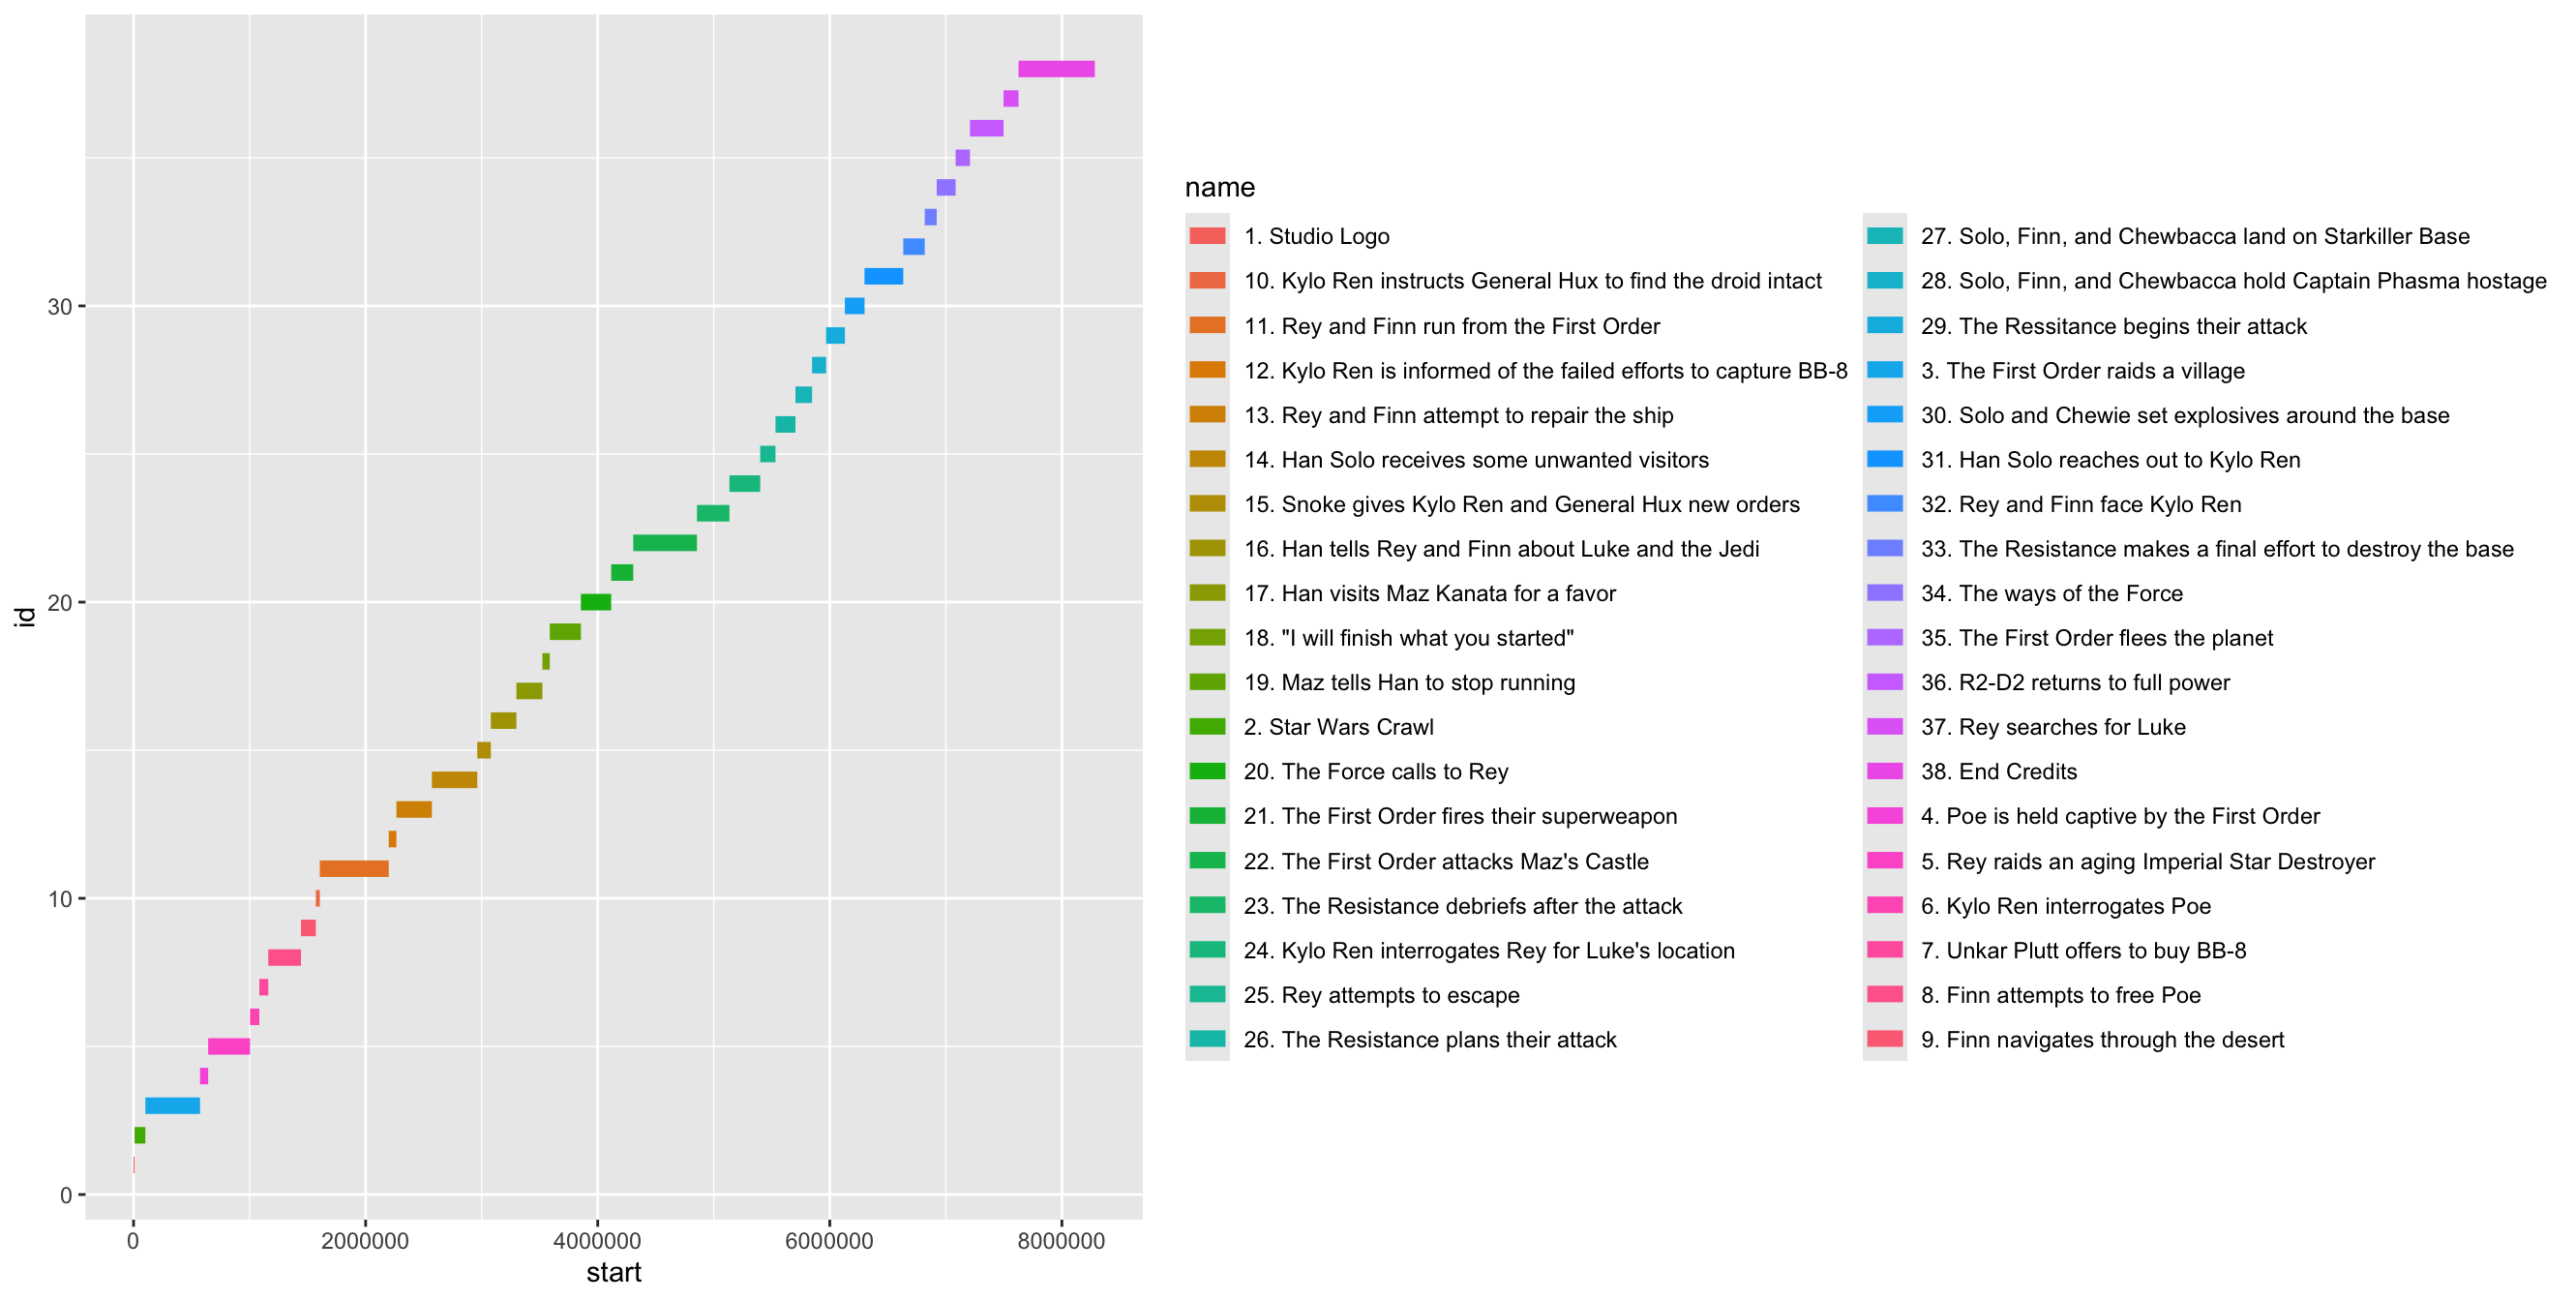 id
30
20
10
0
0
2000000
4000000
6000000
8000000
start
name
1. Studio Logo
10. Kylo Ren instructs General Hux to find the droid intact
11. Rey and Finn run from the First Order
12. Kylo Ren is informed of the failed efforts to capture BB-8
13. Rey and Finn attempt to repair the ship
14. Han Solo receives some unwanted visitors
15. Snoke gives Kylo Ren and General Hux new orders
16. Han tells Rey and Finn about Luke and the Jedi
17. Han visits Maz Kanata for a favor
18. "I will finish what you started"
19. Maz tells Han to stop running
2. Star Wars Crawl
20. The Force calls to Rey
21. The First Order fires their superweapon
22. The First Order attacks Maz's Castle
23. The Resistance debriefs after the attack
24. Kylo Ren interrogates Rey for Luke's location
25. Rey attempts to escape
26. The Resistance plans their attack
27. Solo, Finn, and Chewbacca land on Starkiller Base
28. Solo, Finn, and Chewbacca hold Captain Phasma hostage
29. The Ressitance begins their attack
3. The First Order raids a village
30. Solo and Chewie set explosives around the base
31. Han Solo reaches out to Kylo Ren
32. Rey and Finn face Kylo Ren
33. The Resistance makes a final effort to destroy the base
34. The ways of the Force
35. The First Order flees the planet
36. R2-D2 returns to full power
37. Rey searches for Luke
38. End Credits
4. Poe is held captive by the First Order
5. Rey raids an aging Imperial Star Destroyer
6. Kylo Ren interrogates Poe
7. Unkar Plutt offers to buy BB-8
8. Finn attempts to free Poe
9. Finn navigates through the desert